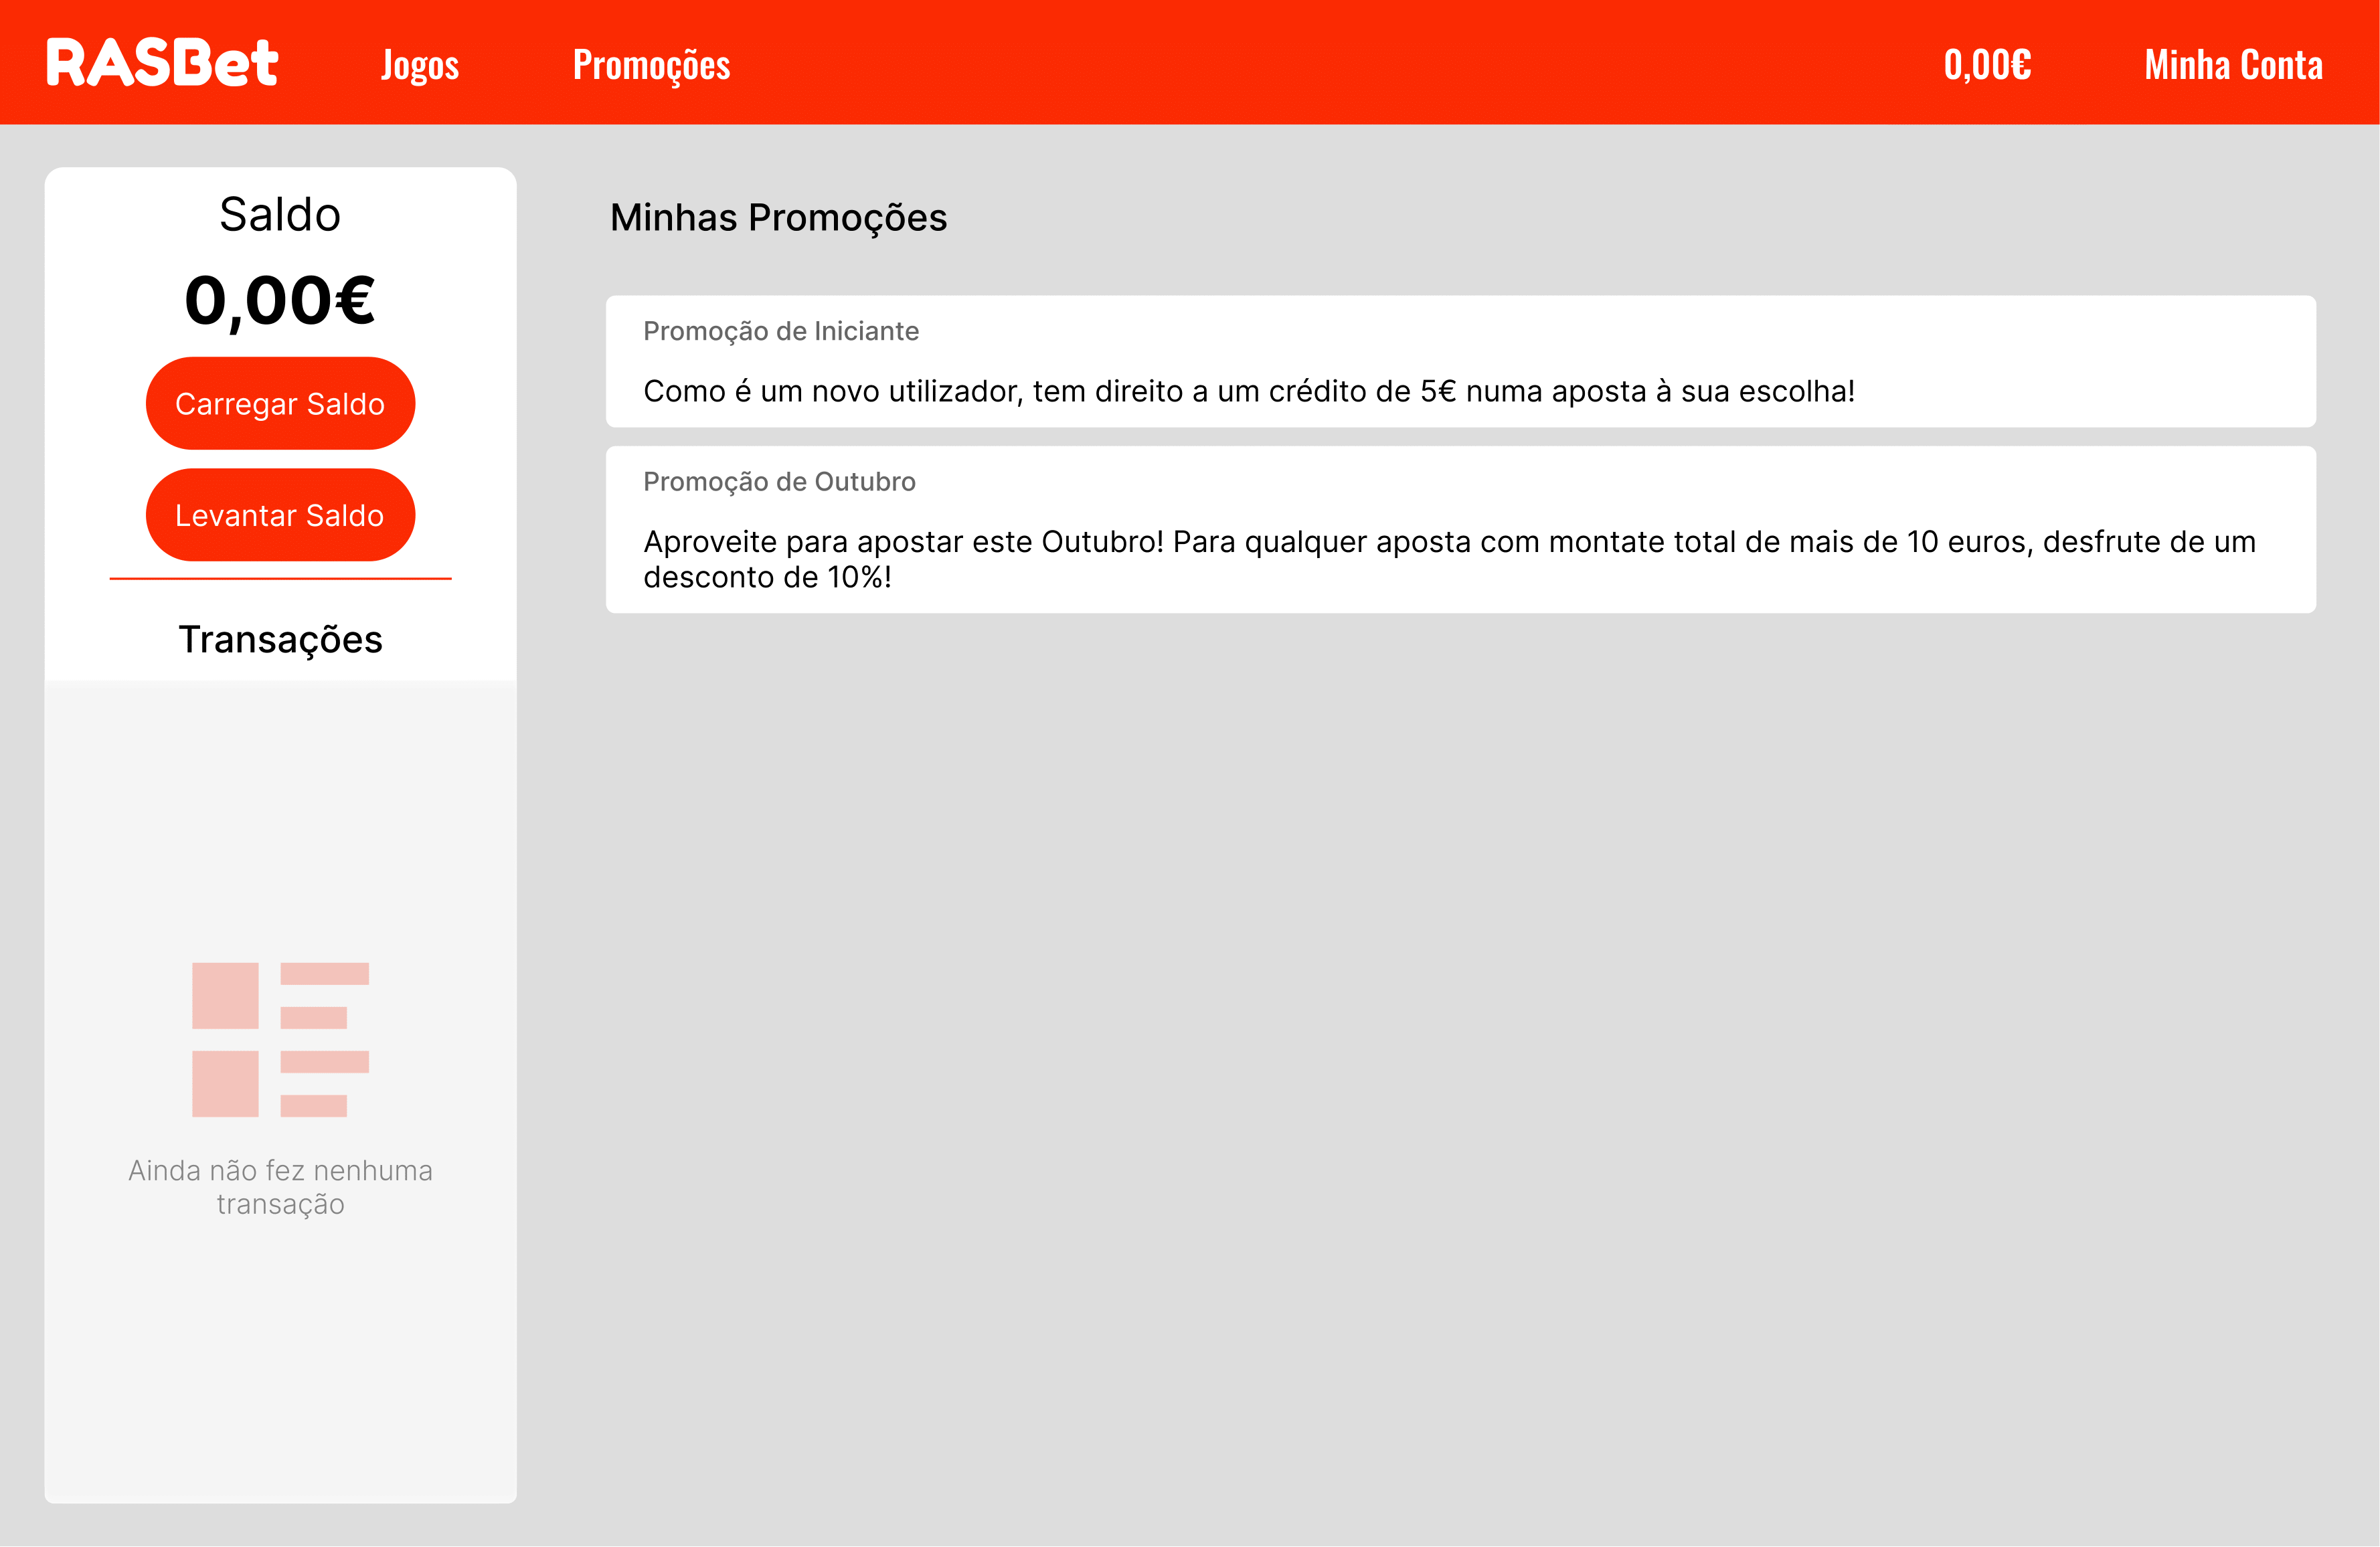 RASBet
Jogos
Promoções
0,00€
Minha Conta
Saldo
0,00€
Carregar Saldo
Levantar Saldo
Transações
Ainda não fez nenhuma
transação
Minhas Promoções
Promoção de Iniciante
Como é um novo utilizador, tem direito a um crédito de 5€ numa aposta à sua escolha!
Promoção de Outubro
Aproveite para apostar este Outubro! Para qualquer aposta com montate total de mais de 10 euros, desfrute de um
desconto de 10%!